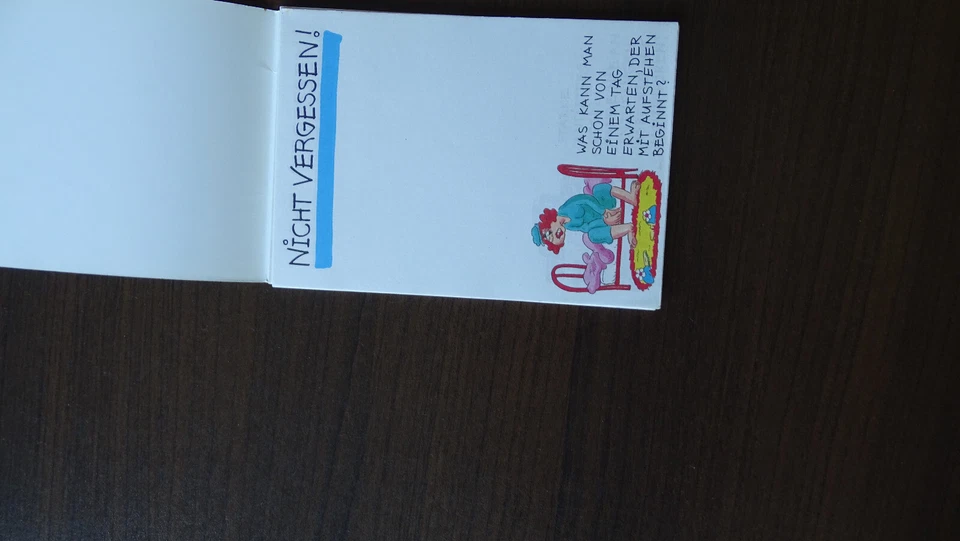 NICHT VERGESSEN!
WAS KANN MAN
SCHON VON
EINEM TAG
ERWARTEN, DER
MIT AUFSTEHEN
BEGINNT?